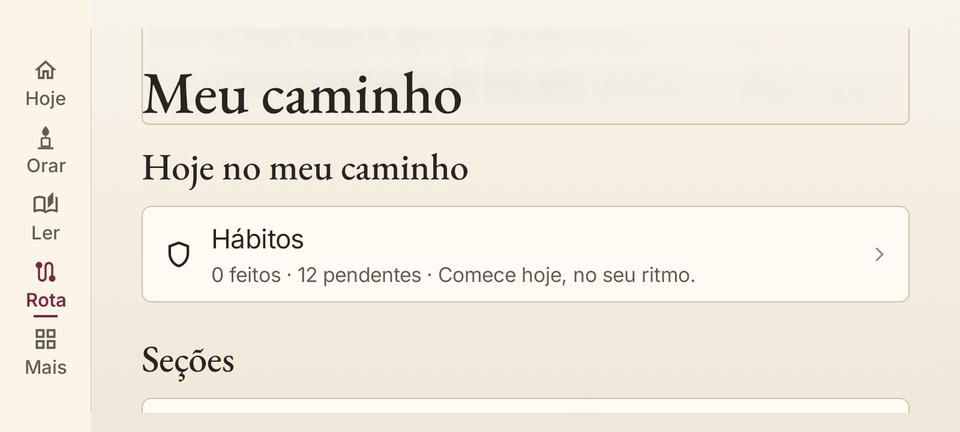 Hoje
Orar
Ler
Rota
Mais
Meu caminho
Hoje no meu caminho
Hábitos
0 feitos · 12 pendentes · Comece hoje, no seu ritmo.
Seções